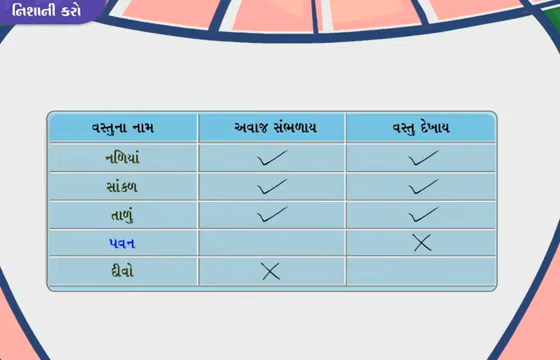 નિશાની કરો
વસ્તુના નામ અવાજ સંભળાય વસ્તુ દેખાય
નળિયાં ✓ ✓
સાંકળ ✓ ✓
તાળું ✓ ✓
પવન ✕
દીવો ✕